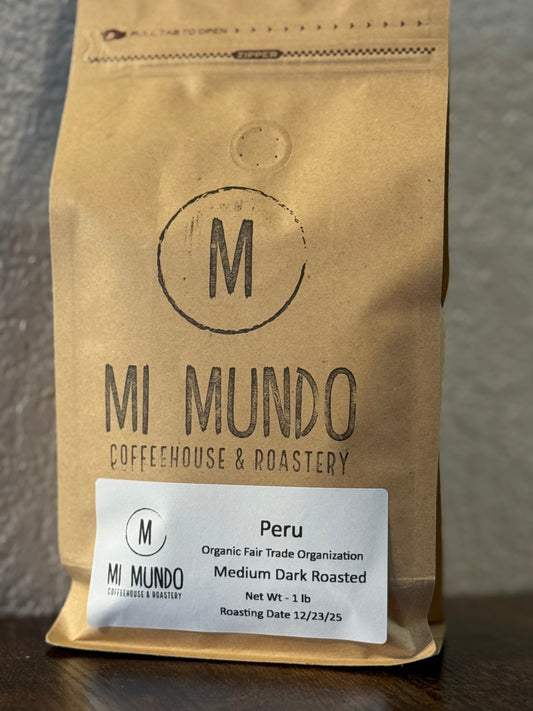 PULL TAB TO OPEN
ZIPPER
M
MI MUNDO
COFFEEHOUSE & ROASTERY
M
MI MUNDO
COFFEEHOUSE & ROASTERY
Peru
Organic Fair Trade Organization
Medium Dark Roasted
Net Wt - 1 lb
Roasting Date 12/23/25